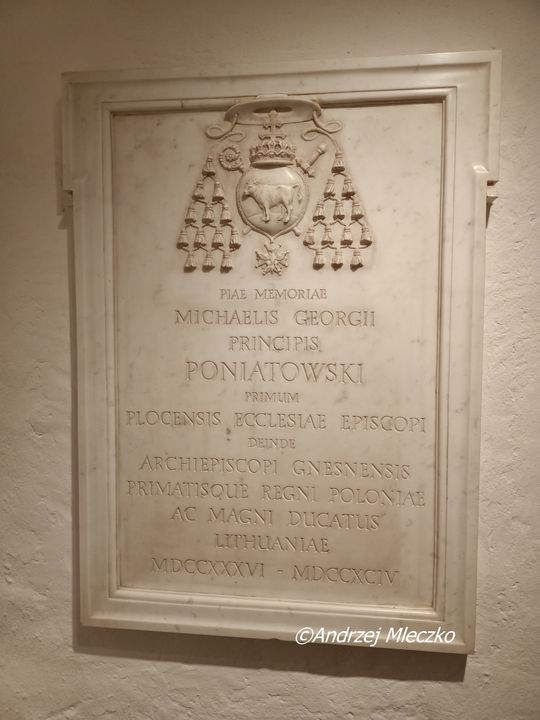 PIAE MEMORIAE
MICHAELIS GEORGII
PRINCIPIS
PONIATOWSKI
PRIMUM
PLOCENSIS ECCLESIAE EPISCOPI
DEINDE
ARCHIEPISCOPI GNESNENSIS
PRIMATISQUE REGNI POLONIAE
AC MAGNI DUCATUS
LITHUANIAE
MDCCXXXVI - MDCCXCIV
©Andrzej Mleczko